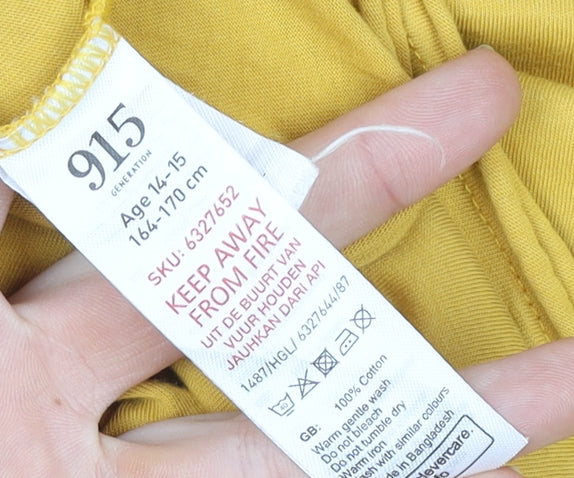 915
GENERATION
Age 14-15
164-170 cm
SKU: 6327652
KEEP AWAY
FROM FIRE
UIT DE BUURT VAN
VUUR HOUDEN
JAUHKAN DARI API
1487/HGL/ 6327644/87
40
GB: 100% Cotton
Warm gentle wash
Do not bleach
Do not tumble dry
Warm iron
with similar colours
in Bangladesh